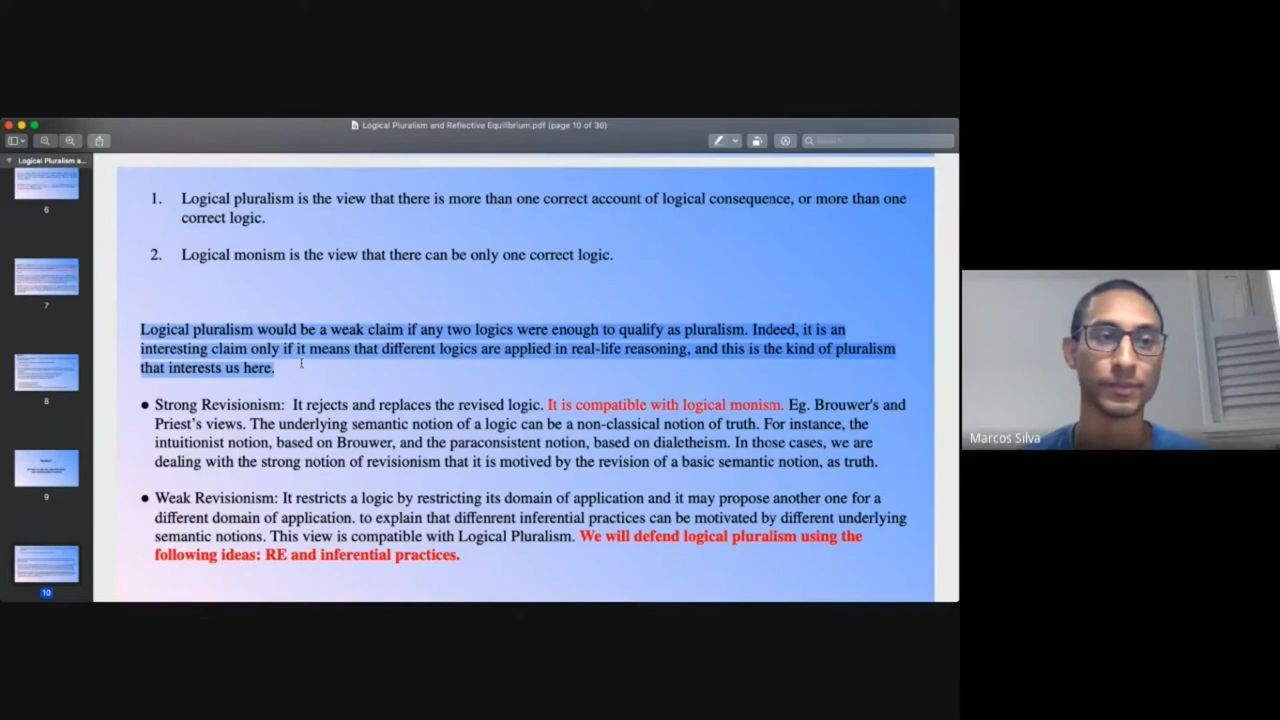 Logical Pluralism and Reflective Equilibrium.pdf (page 10 of 36)
Search
Logical Pluralism a...
6
7
8
9
10
1. Logical pluralism is the view that there is more than one correct account of logical consequence, or more than one
correct logic.
2. Logical monism is the view that there can be only one correct logic.
Logical pluralism would be a weak claim if any two logics were enough to qualify as pluralism. Indeed, it is an
interesting claim only if it means that different logics are applied in real-life reasoning, and this is the kind of pluralism
that interests us here.
● Strong Revisionism: It rejects and replaces the revised logic. It is compatible with logical monism. Eg. Brouwer's and
Priest's views. The underlying semantic notion of a logic can be a non-classical notion of truth. For instance, the
intuitionist notion, based on Brouwer, and the paraconsistent notion, based on dialetheism. In those cases, we are
dealing with the strong notion of revisionism that it is motived by the revision of a basic semantic notion, as truth.
● Weak Revisionism: It restricts a logic by restricting its domain of application and it may propose another one for a
different domain of application. to explain that diffenrent inferential practices can be motivated by different underlying
semantic notions. This view is compatible with Logical Pluralism. We will defend logical pluralism using the
following ideas: RE and inferential practices.
Marcos Silva